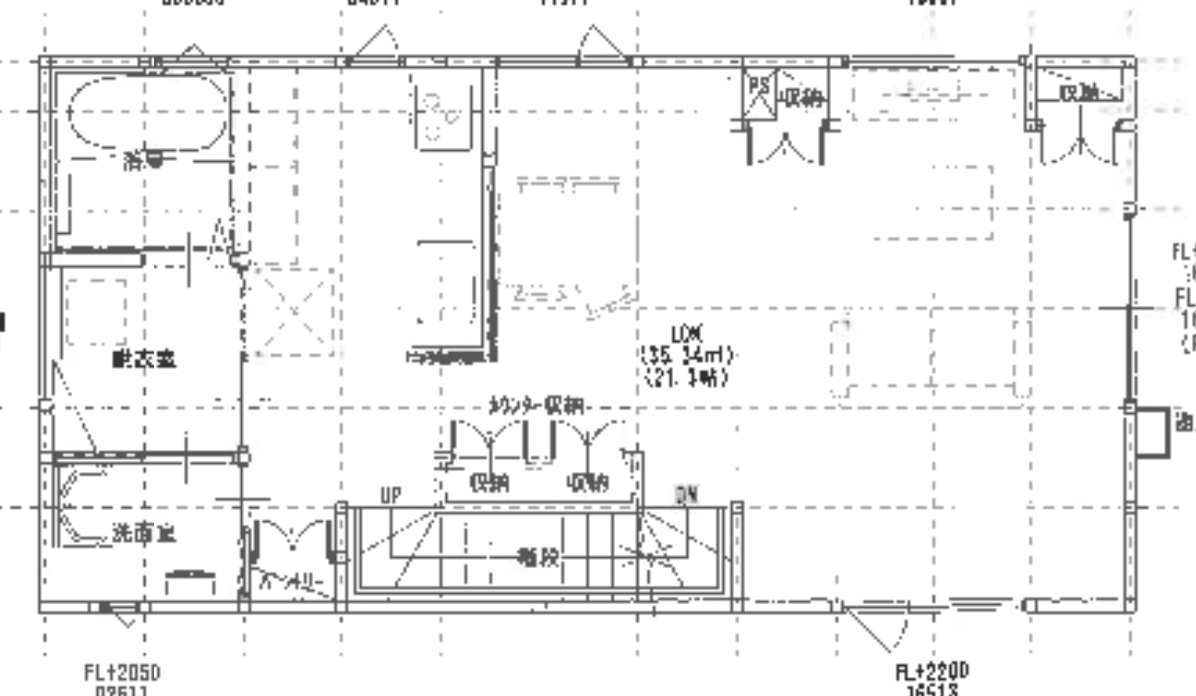 PS
収納
収納
浴室
LDK
(35.34㎡)
(21.3帖)
脱衣室
カウンター収納
収納
収納
UP
DN
洗面室
階段
パントリー
FL+2050
02611
FL+2200
16513